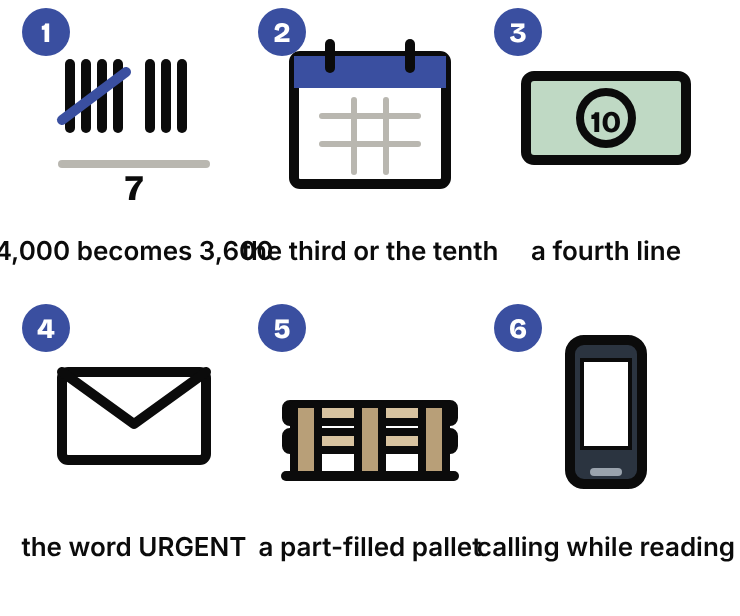 1
2
3
10
7
4,000 becomes 3,600
the third or the tenth
a fourth line
4
5
6
the word URGENT
a part-filled pallet
calling while reading